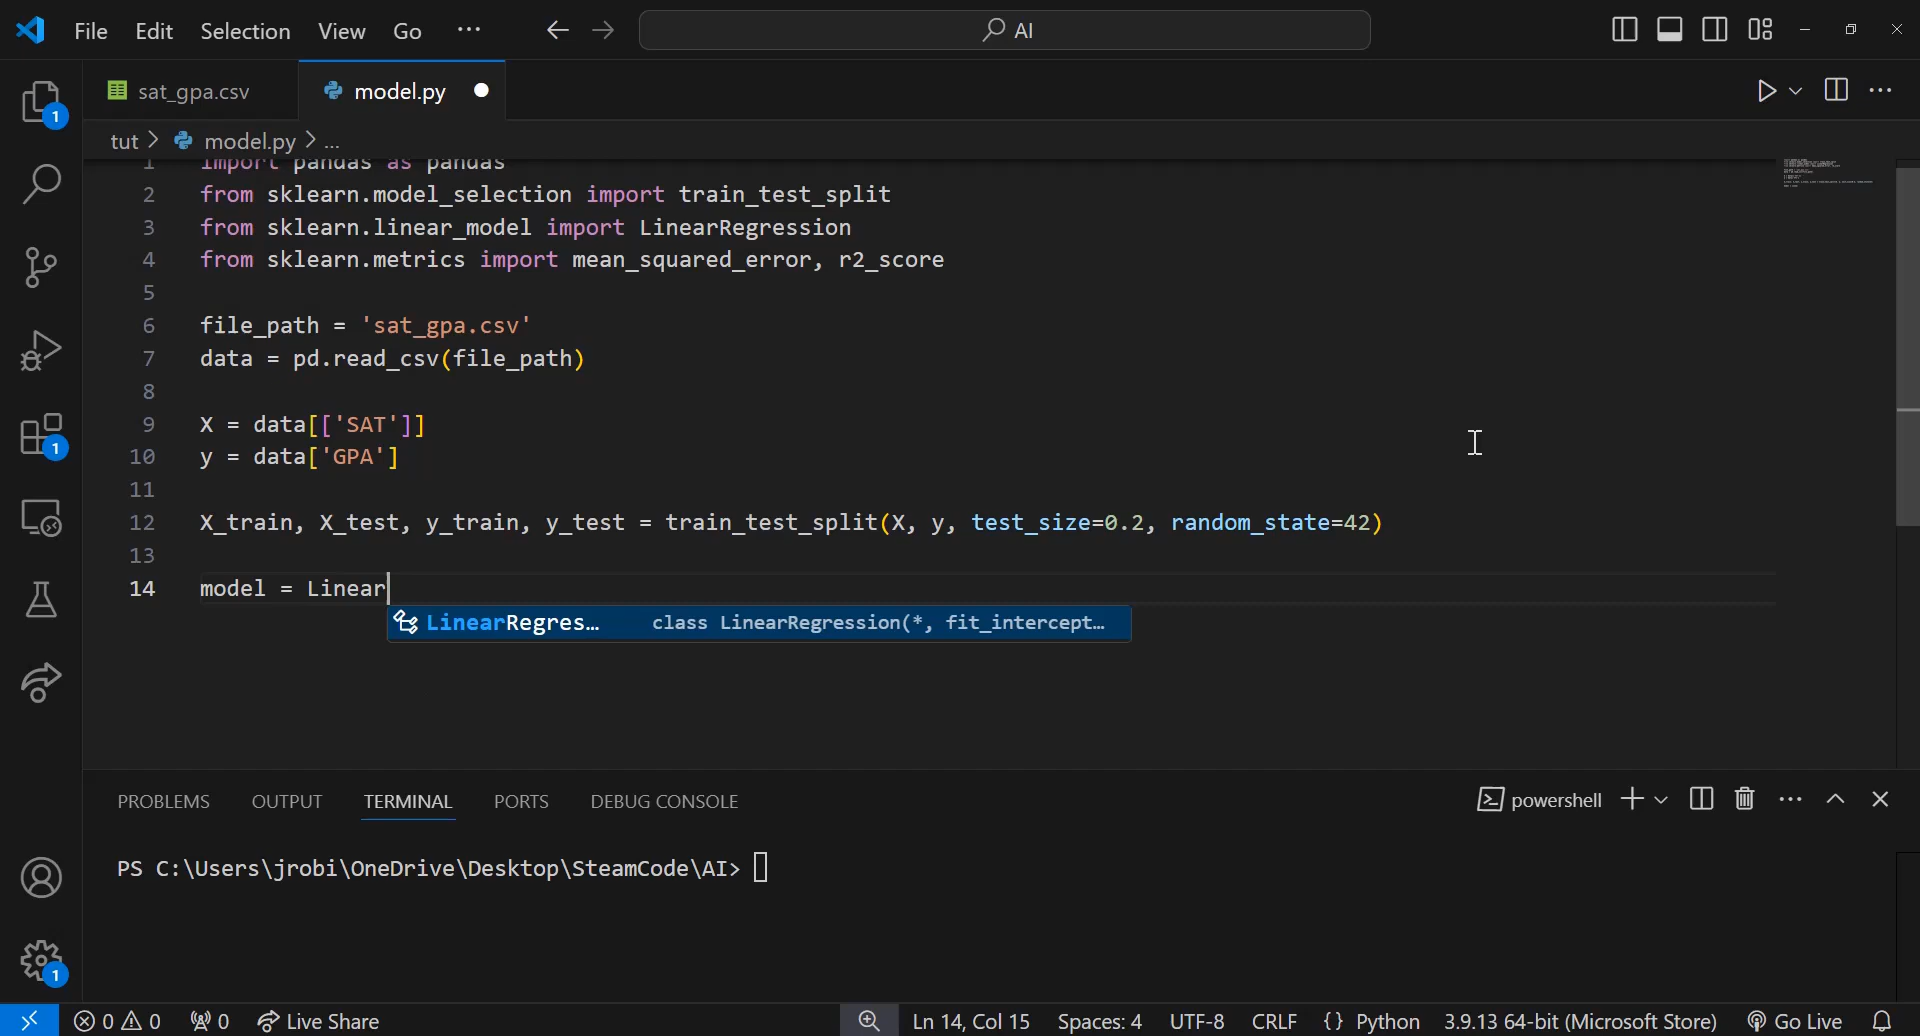 File Edit Selection View Go ··· AI
sat_gpa.csv model.py
tut > model.py > ...
1 import pandas as pandas
2 from sklearn.model_selection import train_test_split
3 from sklearn.linear_model import LinearRegression
4 from sklearn.metrics import mean_squared_error, r2_score
5
6 file_path = 'sat_gpa.csv'
7 data = pd.read_csv(file_path)
8
9 X = data[['SAT']]
10 y = data['GPA']
11
12 X_train, X_test, y_train, y_test = train_test_split(X, y, test_size=0.2, random_state=42)
13
14 model = Linear
LinearRegres… class LinearRegression(*, fit_intercept…
PROBLEMS OUTPUT TERMINAL PORTS DEBUG CONSOLE powershell
PS C:\Users\jrobi\OneDrive\Desktop\SteamCode\AI>
1
1
1
0 0 0 Live Share Ln 14, Col 15 Spaces: 4 UTF-8 CRLF {} Python 3.9.13 64-bit (Microsoft Store) Go Live